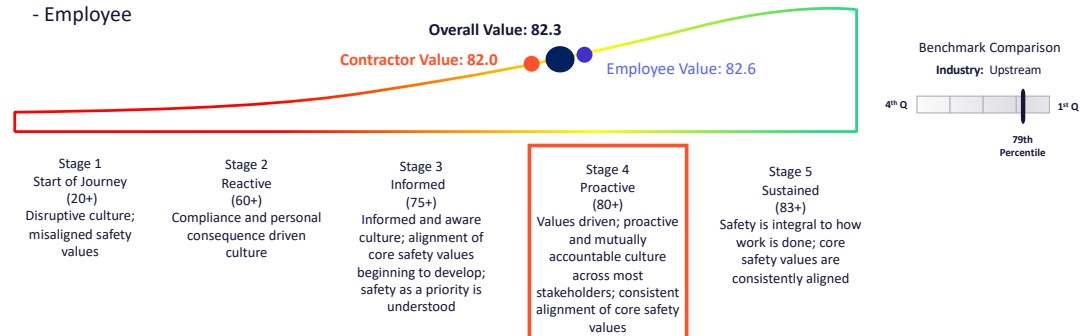 - Employee
Overall Value: 82.3
Contractor Value: 82.0
Employee Value: 82.6
Benchmark Comparison
Industry: Upstream
4th Q
1st Q
79th
Percentile
Stage 1
Start of Journey
(20+)
Disruptive culture;
misaligned safety
values
Stage 2
Reactive
(60+)
Compliance and personal
consequence driven
culture
Stage 3
Informed
(75+)
Informed and aware
culture; alignment of
core safety values
beginning to develop;
safety as a priority is
understood
Stage 4
Proactive
(80+)
Values driven; proactive
and mutually
accountable culture
across most
stakeholders; consistent
alignment of core safety
values
Stage 5
Sustained
(83+)
Safety is integral to how
work is done; core
safety values are
consistently aligned